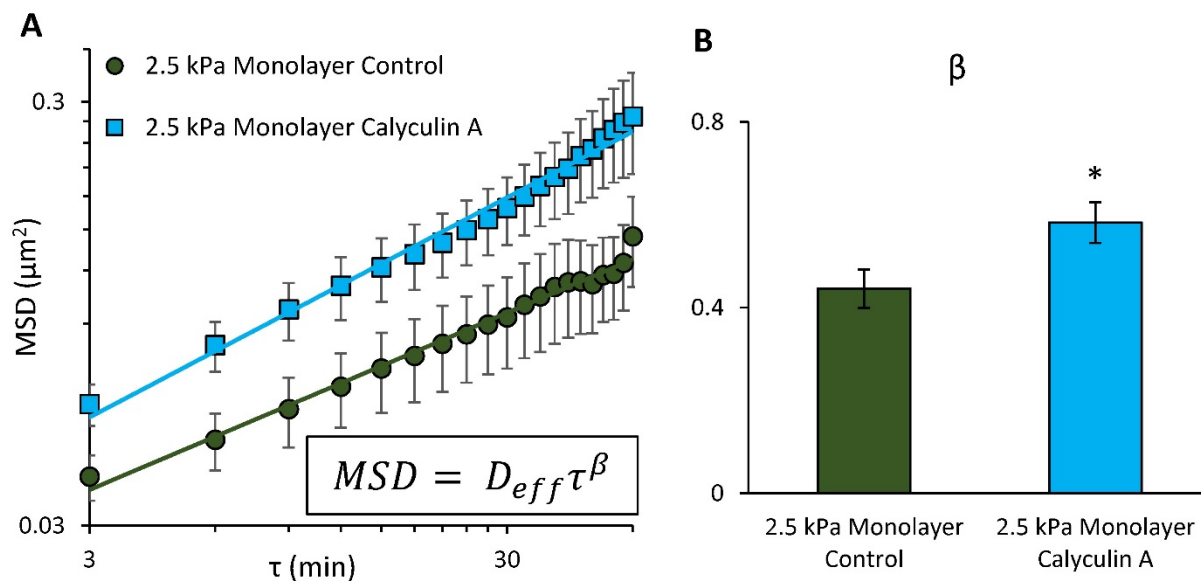 A
2.5 kPa Monolayer Control
2.5 kPa Monolayer Calyculin A
0.3
MSD (μm²)
0.03
MSD = D_eff τ^β
3
τ (min)
30
B
β
0.8
*
0.4
0
2.5 kPa Monolayer
Control
2.5 kPa Monolayer
Calyculin A